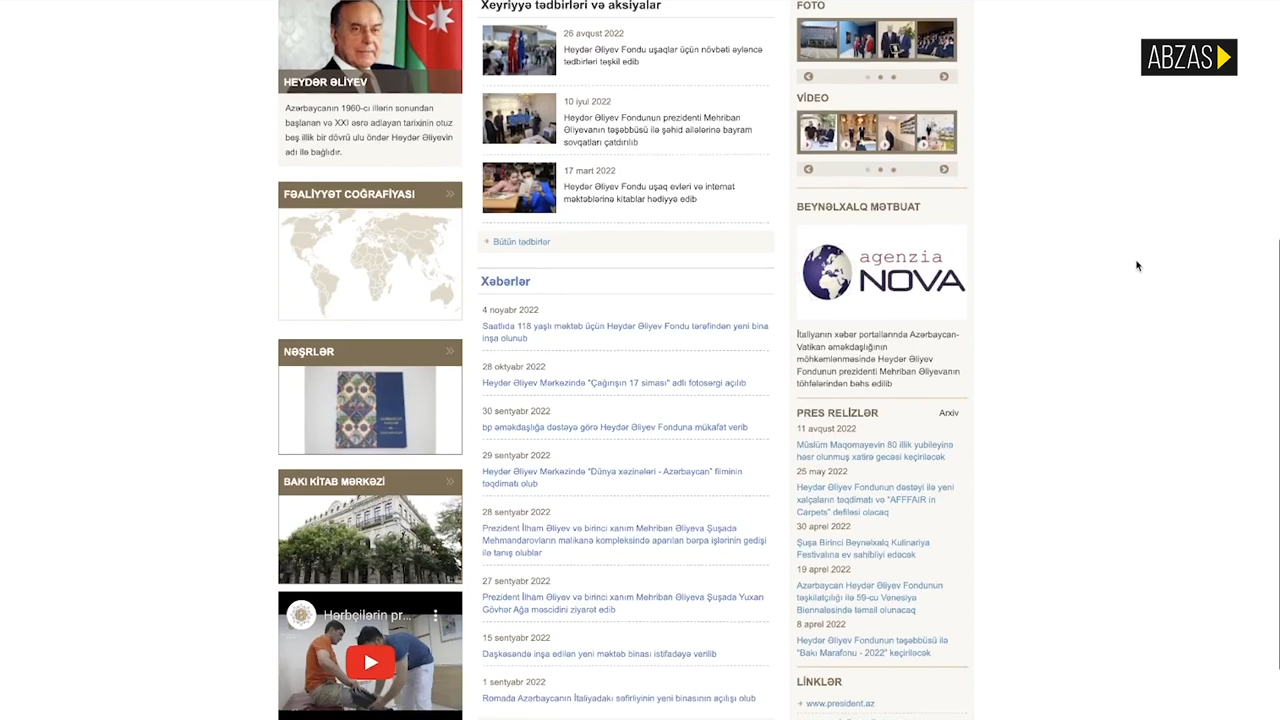 HEYDƏR ƏLİYEV
Azərbaycanın 1960-cı illərin sonundan
başlanan və XXI əsrə adlayan tarixinin otuz
beş illik bir dövrü ulu öndər Heydər Əliyevin
adı ilə bağlıdır.
FƏALİYYƏT COĞRAFİYASI
NƏŞRLƏR
BAKI KİTAB MƏRKƏZİ
Hərbçilərin pr...
Xeyriyyə tədbirləri və aksiyalar
26 avqust 2022
Heydər Əliyev Fondu uşaqlar üçün növbəti əyləncə
tədbirləri təşkil edib
10 iyul 2022
Heydər Əliyev Fondunun prezidenti Mehriban
Əliyevanın təşəbbüsü ilə şəhid ailələrinə bayram
sovqatları çatdırılıb
17 mart 2022
Heydər Əliyev Fondu uşaq evləri və internat
məktəblərinə kitablar hədiyyə edib
Bütün tədbirlər
Xəbərlər
4 noyabr 2022
Saatlıda 118 yaşlı məktəb üçün Heydər Əliyev Fondu tərəfindən yeni bina
inşa olunub
28 oktyabr 2022
Heydər Əliyev Mərkəzində "Çağırışın 17 siması" adlı fotosərgi açılıb
30 sentyabr 2022
bp əməkdaşlığa dəstəyə görə Heydər Əliyev Fonduna mükafat verib
29 sentyabr 2022
Heydər Əliyev Mərkəzində "Dünya xəzinələri - Azərbaycan" filminin
təqdimatı olub
28 sentyabr 2022
Prezident İlham Əliyev və birinci xanım Mehriban Əliyeva Şuşada
Mehmandarovların malikanə kompleksində aparılan bərpa işlərinin gedişi
ilə tanış olublar
27 sentyabr 2022
Prezident İlham Əliyev və birinci xanım Mehriban Əliyeva Şuşada Yuxarı
Gövhər Ağa məscidini ziyarət edib
15 sentyabr 2022
Daşkəsəndə inşa edilən yeni məktəb binası istifadəyə verilib
1 sentyabr 2022
Romada Azərbaycanın İtaliyadakı səfirliyinin yeni binasının açılışı olub
FOTO
VİDEO
BEYNƏLXALQ MƏTBUAT
agenzia
NOVA
İtaliyanın xəbər portallarında Azərbaycan-
Vatikan əməkdaşlığının
möhkəmlənməsində Heydər Əliyev
Fondunun prezidenti Mehriban Əliyevanın
töhfələrindən bəhs edilib
PRES RELİZLƏR Arxiv
11 avqust 2022
Müslüm Maqomayevin 80 illik yubileyinə
həsr olunmuş xatirə gecəsi keçiriləcək
25 may 2022
Heydər Əliyev Fondunun dəstəyi ilə yeni
xalçaların təqdimatı və "AFFFAIR in
Carpets" defilesi olacaq
30 aprel 2022
Şuşa Birinci Beynəlxalq Kulinariya
Festivalına ev sahibliyi edəcək
19 aprel 2022
Azərbaycan Heydər Əliyev Fondunun
təşkilatçılığı ilə 59-cu Venesiya
Biennalesində təmsil olunacaq
8 aprel 2022
Heydər Əliyev Fondunun təşəbbüsü ilə
"Bakı Marafonu - 2022" keçiriləcək
LİNKLƏR
www.president.az
ABZAS